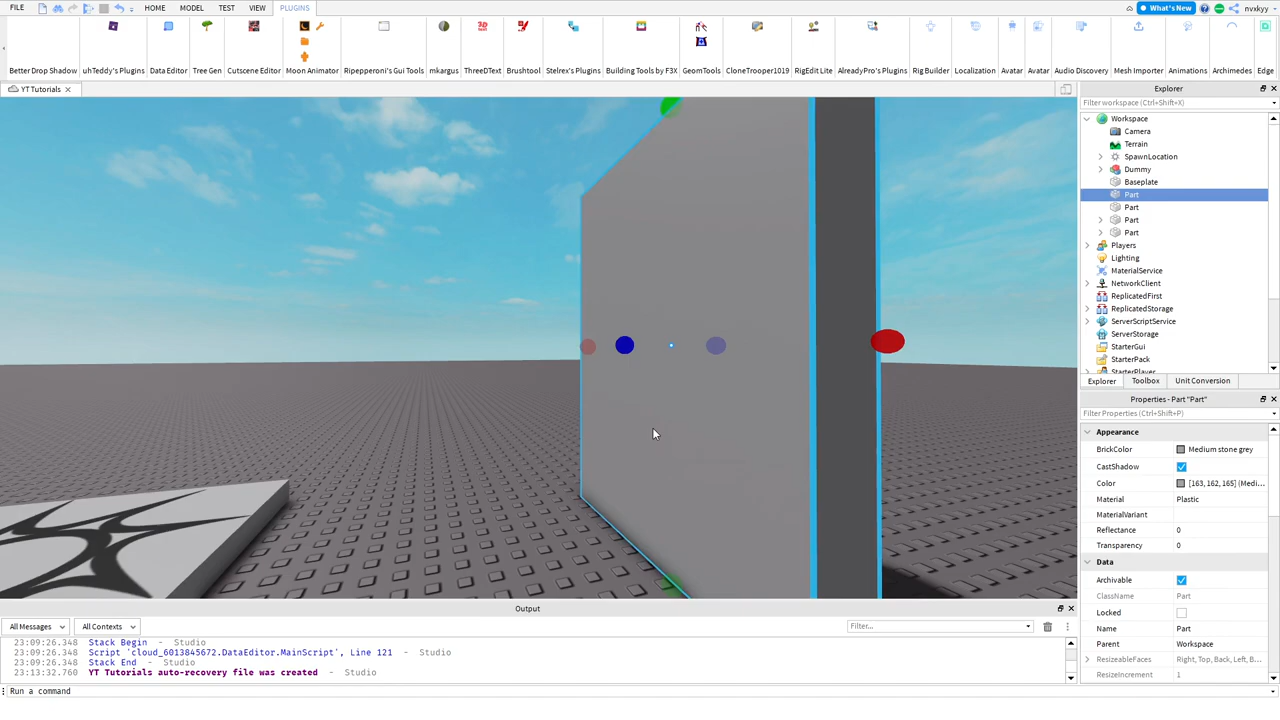 FILE HOME MODEL TEST VIEW PLUGINS What's New nvxkyy
Better Drop Shadow uhTeddy's Plugins Data Editor Tree Gen Cutscene Editor Moon Animator Ripepperoni's Gui Tools mkargus ThreeDText Brushtool Stelrex's Plugins Building Tools by F3X GeomTools CloneTrooper1019 RigEdit Lite AlreadyPro's Plugins Rig Builder Localization Avatar Avatar Audio Discovery Mesh Importer Animations Archimedes Edge
YT Tutorials
Explorer
Filter workspace (Ctrl+Shift+X)
Workspace
Camera
Terrain
SpawnLocation
Dummy
Baseplate
Part
Part
Part
Part
Players
Lighting
MaterialService
NetworkClient
ReplicatedFirst
ReplicatedStorage
ServerScriptService
ServerStorage
StarterGui
StarterPack
StarterPlayer
Explorer Toolbox Unit Conversion
Properties - Part "Part"
Filter Properties (Ctrl+Shift+P)
Appearance
BrickColor Medium stone grey
CastShadow
Color [163, 162, 165] (Medi...
Material Plastic
MaterialVariant
Reflectance 0
Transparency 0
Data
Archivable
ClassName Part
Locked
Name Part
Parent Workspace
ResizeableFaces Right, Top, Back, Left, B...
ResizeIncrement 1
Output
All Messages All Contexts Filter...
23:09:26.348 Stack Begin - Studio
23:09:26.348 Script 'cloud_6013845672.DataEditor.MainScript', Line 121 - Studio
23:09:26.348 Stack End - Studio
23:13:32.760 YT Tutorials auto-recovery file was created - Studio
Run a command